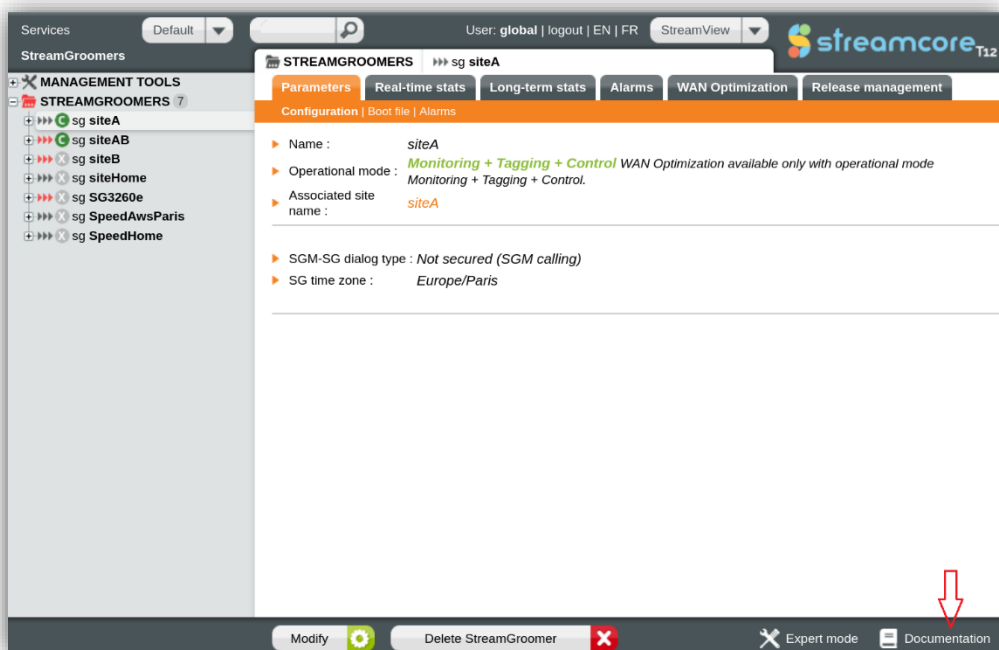 Services
Default
User: global | logout | EN | FR
StreamView
streamcore T12
StreamGroomers
STREAMGROOMERS sg siteA
MANAGEMENT TOOLS
STREAMGROOMERS 7
C sg siteA
C sg siteAB
X sg siteB
X sg siteHome
X sg SG3260e
X sg SpeedAwsParis
X sg SpeedHome
Parameters Real-time stats Long-term stats Alarms WAN Optimization Release management
Configuration | Boot file | Alarms
Name : siteA
Operational mode : Monitoring + Tagging + Control WAN Optimization available only with operational mode
Monitoring + Tagging + Control.
Associated site
name : siteA
SGM-SG dialog type : Not secured (SGM calling)
SG time zone : Europe/Paris
Modify Delete StreamGroomer Expert mode Documentation